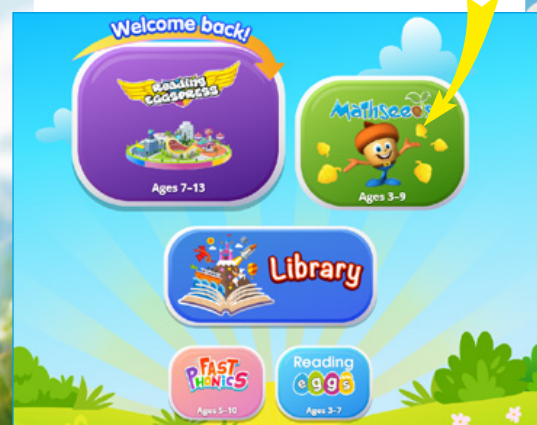 Welcome back!
Reading
EGGSPRESS
Ages 7-13
Mathseeds
Ages 3-9
Library
FAST
PHONICS
Ages 5-10
Reading
eggs
Ages 3-7